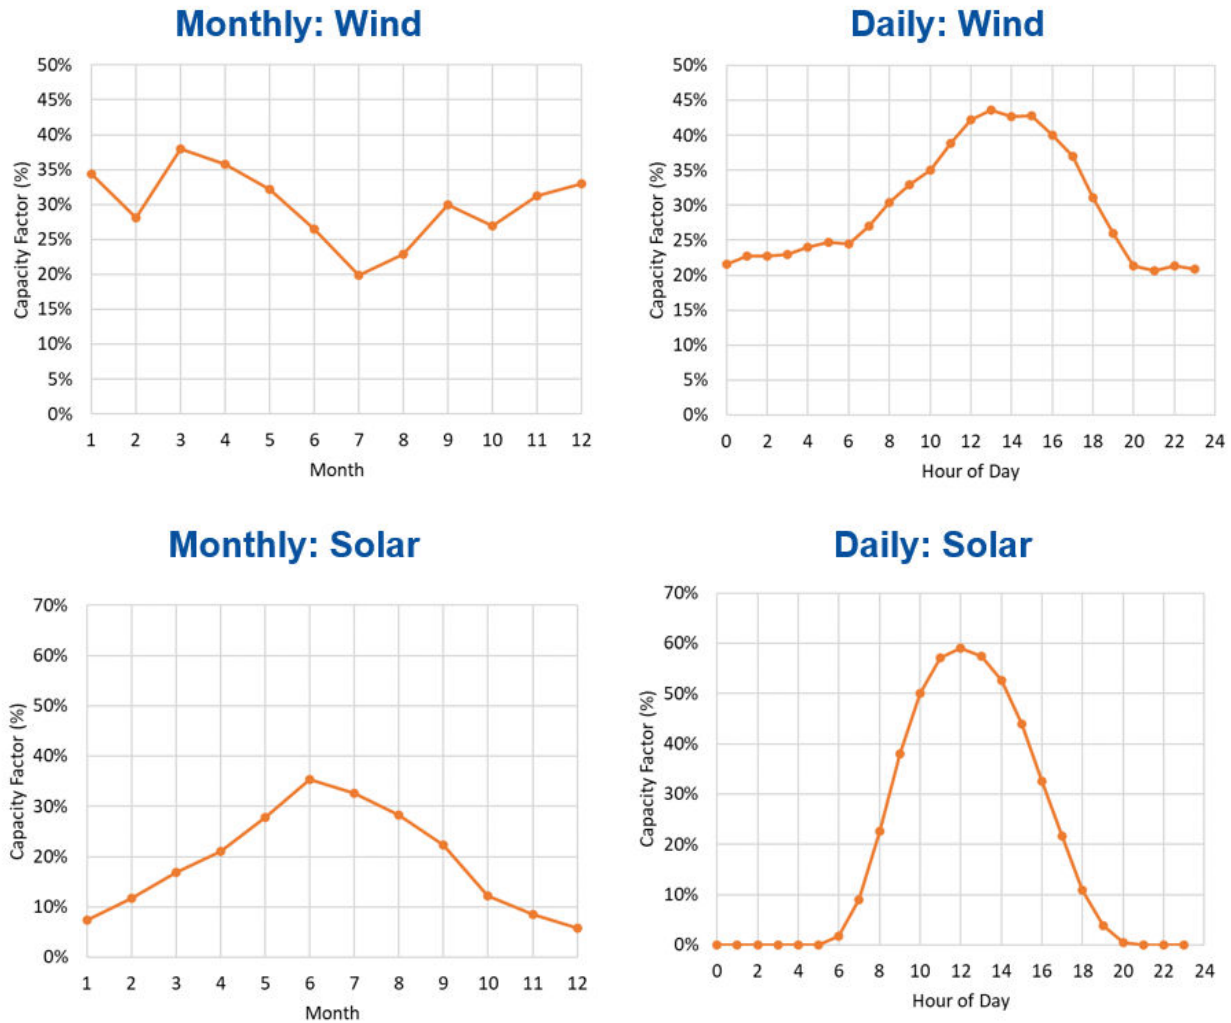 Monthly: Wind
50%
45%
40%
35%
30%
25%
20%
15%
10%
5%
0%
Capacity Factor (%)
1 2 3 4 5 6 7 8 9 10 11 12
Month
Daily: Wind
50%
45%
40%
35%
30%
25%
20%
15%
10%
5%
0%
Capacity Factor (%)
0 2 4 6 8 10 12 14 16 18 20 22 24
Hour of Day
Monthly: Solar
70%
60%
50%
40%
30%
20%
10%
0%
Capacity Factor (%)
1 2 3 4 5 6 7 8 9 10 11 12
Month
Daily: Solar
70%
60%
50%
40%
30%
20%
10%
0%
Capacity Factor (%)
0 2 4 6 8 10 12 14 16 18 20 22 24
Hour of Day